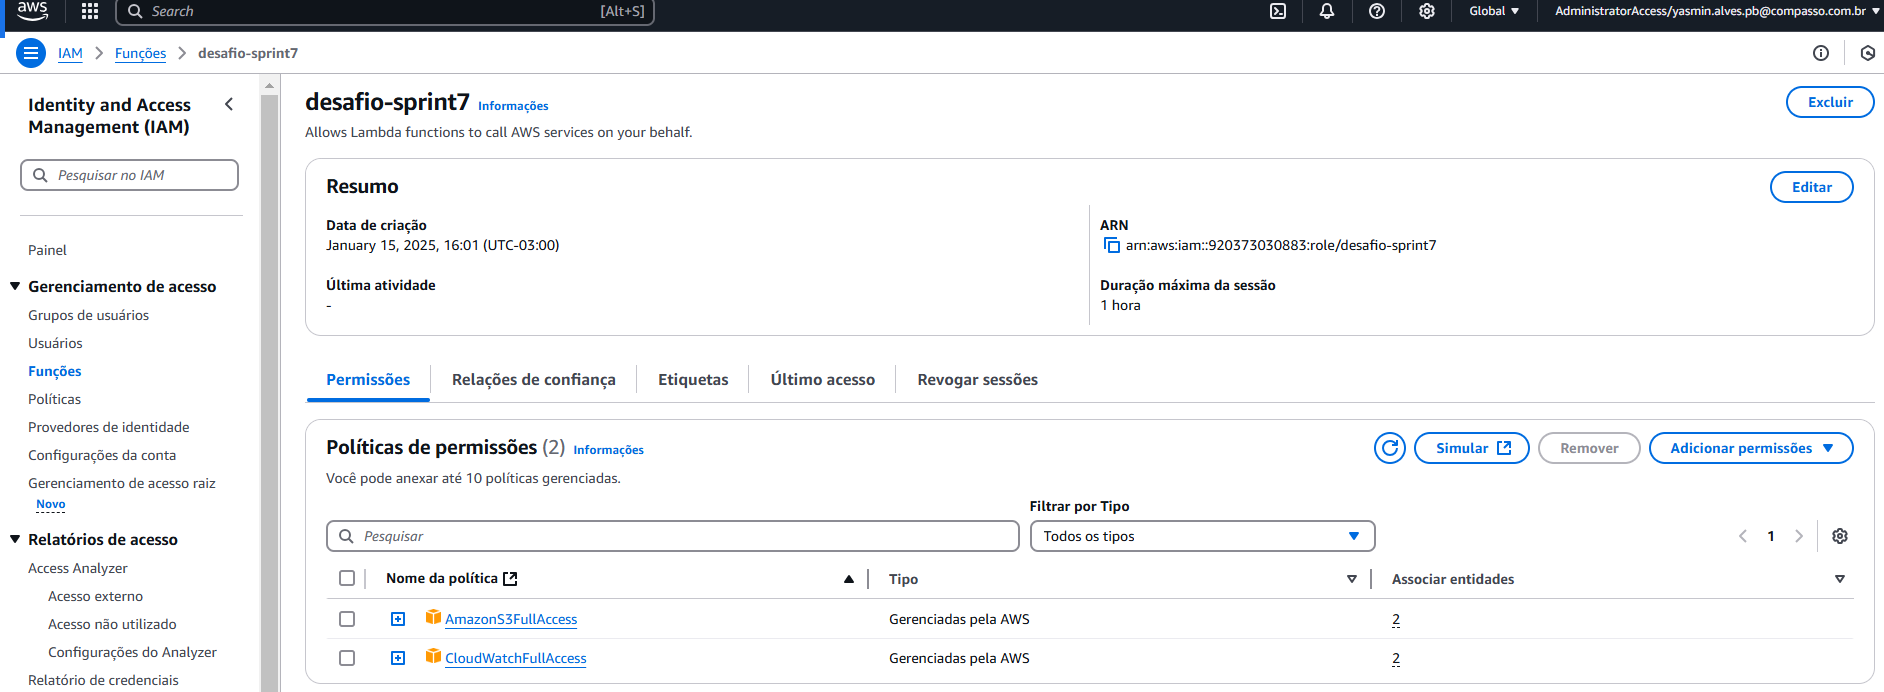 aws
Search [Alt+S]
Global
AdministratorAccess/yasmin.alves.pb@compasso.com.br
IAM > Funções > desafio-sprint7
Identity and Access
Management (IAM)
Pesquisar no IAM
Painel
Gerenciamento de acesso
Grupos de usuários
Usuários
Funções
Políticas
Provedores de identidade
Configurações da conta
Gerenciamento de acesso raiz
Novo
Relatórios de acesso
Access Analyzer
Acesso externo
Acesso não utilizado
Configurações do Analyzer
Relatório de credenciais
desafio-sprint7 Informações
Excluir
Allows Lambda functions to call AWS services on your behalf.
Resumo
Editar
Data de criação
January 15, 2025, 16:01 (UTC-03:00)
ARN
arn:aws:iam::920373030883:role/desafio-sprint7
Última atividade
-
Duração máxima da sessão
1 hora
Permissões Relações de confiança Etiquetas Último acesso Revogar sessões
Políticas de permissões (2) Informações
Simular Remover Adicionar permissões
Você pode anexar até 10 políticas gerenciadas.
Filtrar por Tipo
Pesquisar
Todos os tipos
1
Nome da política Tipo Associar entidades
AmazonS3FullAccess Gerenciadas pela AWS 2
CloudWatchFullAccess Gerenciadas pela AWS 2